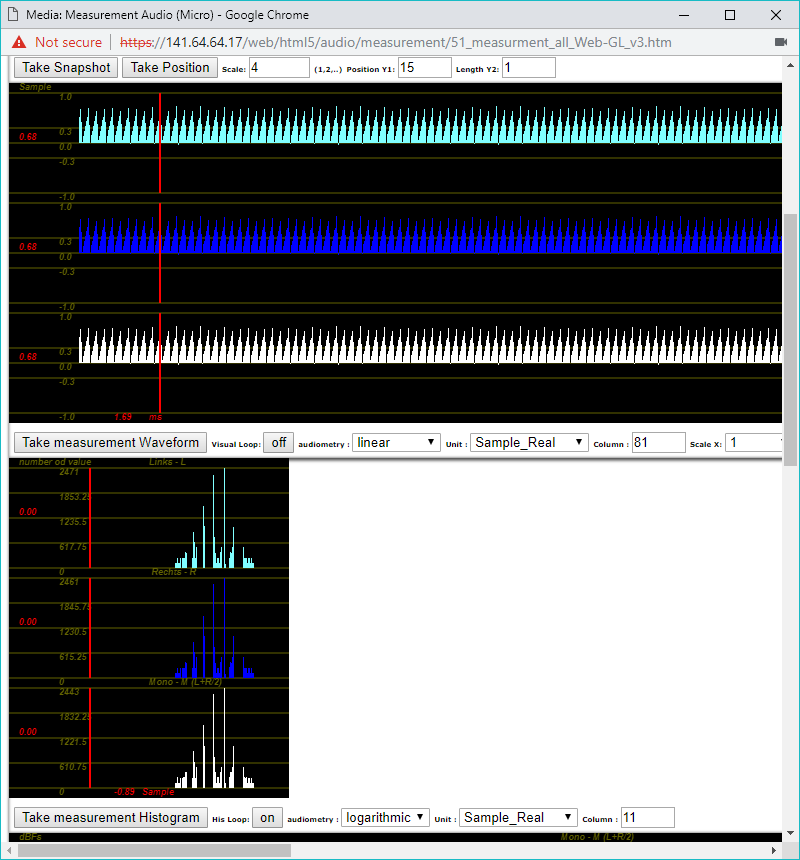 Media: Measurement Audio (Micro) - Google Chrome
Not secure | https://141.64.64.17/web/html5/audio/measurement/51_measurment_all_Web-GL_v3.htm
Take Snapshot Take Position Scale: 4 (1,2,..) Position Y1: 15 Length Y2: 1
Sample
1.0
0.68 0.3
0.0
-0.3
-1.0
1.0
0.68 0.3
0.0
-0.3
-1.0
1.0
0.68 0.3
0.0
-0.3
-1.0 1.69 ms
Take measurement Waveform Visual Loop: off audiometry : linear Unit : Sample_Real Column : 81 Scale X: 1
number od value Links - L
2471
1853.25
0.00
1235.5
617.75
0 Rechts - R
2461
1845.75
0.00
1230.5
615.25
0 Mono - M (L+R/2)
2443
1832.25
0.00
1221.5
610.75
0 -0.89 Sample
Take measurement Histogram His Loop: on audiometry : logarithmic Unit : Sample_Real Column : 11
dBFs Mono - M (L+R/2)